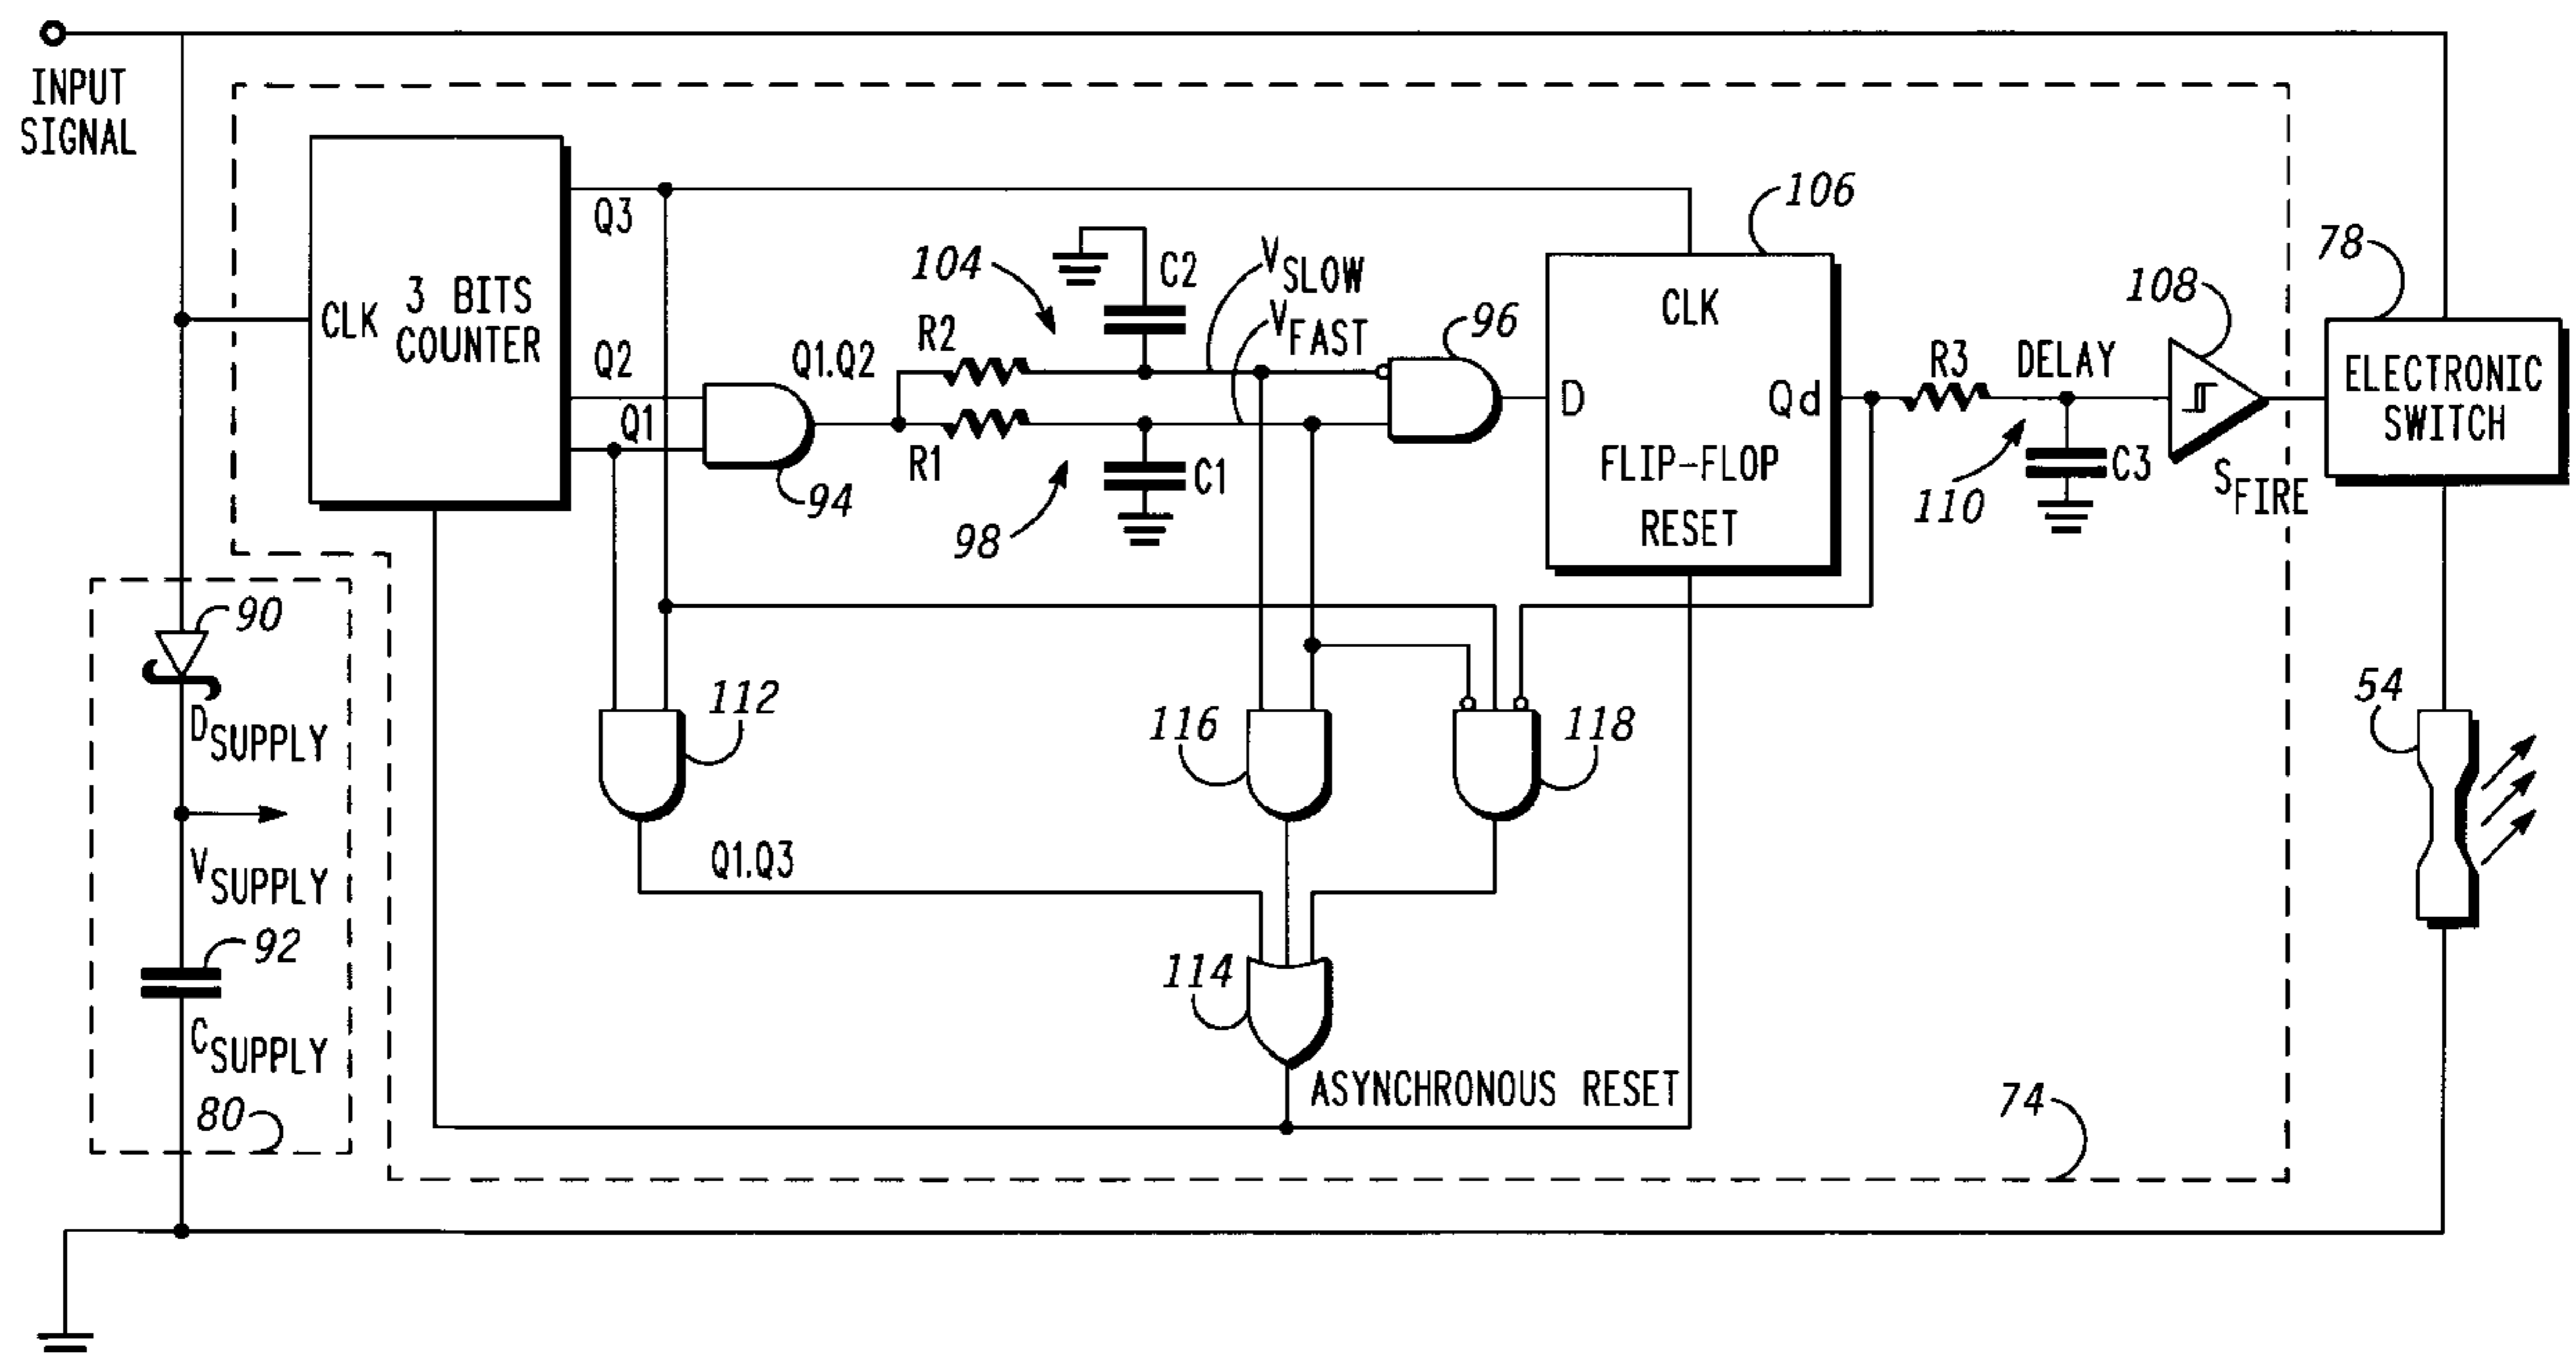 INPUT
SIGNAL
CLK
3 BITS
COUNTER
Q3
Q2
Q1
94
Q1.Q2
104
R2
R1
98
C2
C1
VSLOW
VFAST
96
106
CLK
D
Qd
FLIP-FLOP
RESET
R3
DELAY
110
C3
108
SFIRE
78
ELECTRONIC
SWITCH
54
90
DSUPPLY
VSUPPLY
92
CSUPPLY
80
112
116
118
Q1.Q3
114
ASYNCHRONOUS RESET
74